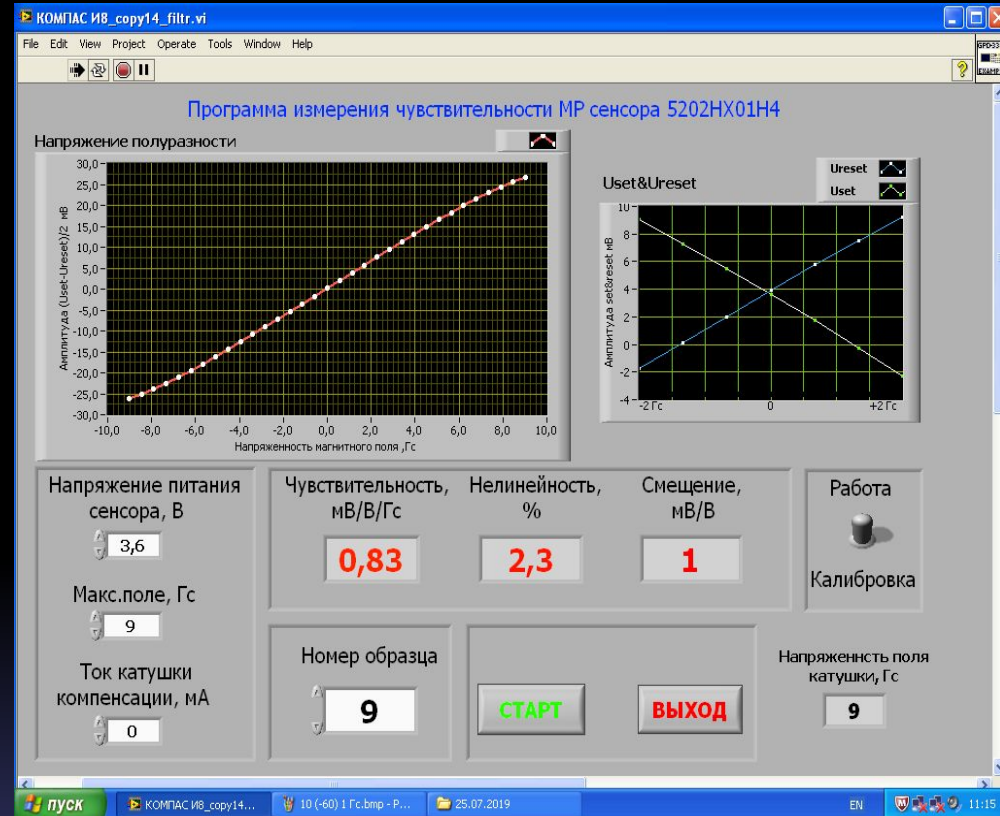 КОМПАС И8_copy14_filtr.vi
File Edit View Project Operate Tools Window Help
GPD-33
EXAMP
Программа измерения чувствительности МР сенсора 5202НХ01Н4
Напряжение полуразности
Амплитуда (Uset-Ureset)/2 мВ
30,0
25,0
20,0
15,0
10,0
5,0
0,0
-5,0
-10,0
-15,0
-20,0
-25,0
-30,0
-10,0 -8,0 -6,0 -4,0 -2,0 0,0 2,0 4,0 6,0 8,0 10,0
Напряженность магнитного поля ,Гс
Uset&Ureset
Ureset
Uset
Амплитуда set&reset мВ
10
8
6
4
2
0
-2
-4
-2 Гс 0 +2 Гс
Напряжение питания
сенсора, В
3,6
Макс.поле, Гс
9
Ток катушки
компенсации, мА
0
Чувствительность,
мВ/В/Гс
0,83
Нелинейность,
%
2,3
Смещение,
мВ/В
1
Работа
Калибровка
Номер образца
9
СТАРТ
ВЫХОД
Напряженнсть поля
катушки, Гс
9
пуск
КОМПАС И8_copy14...
10 (-60) 1 Гс.bmp - P...
25.07.2019
EN
11:15